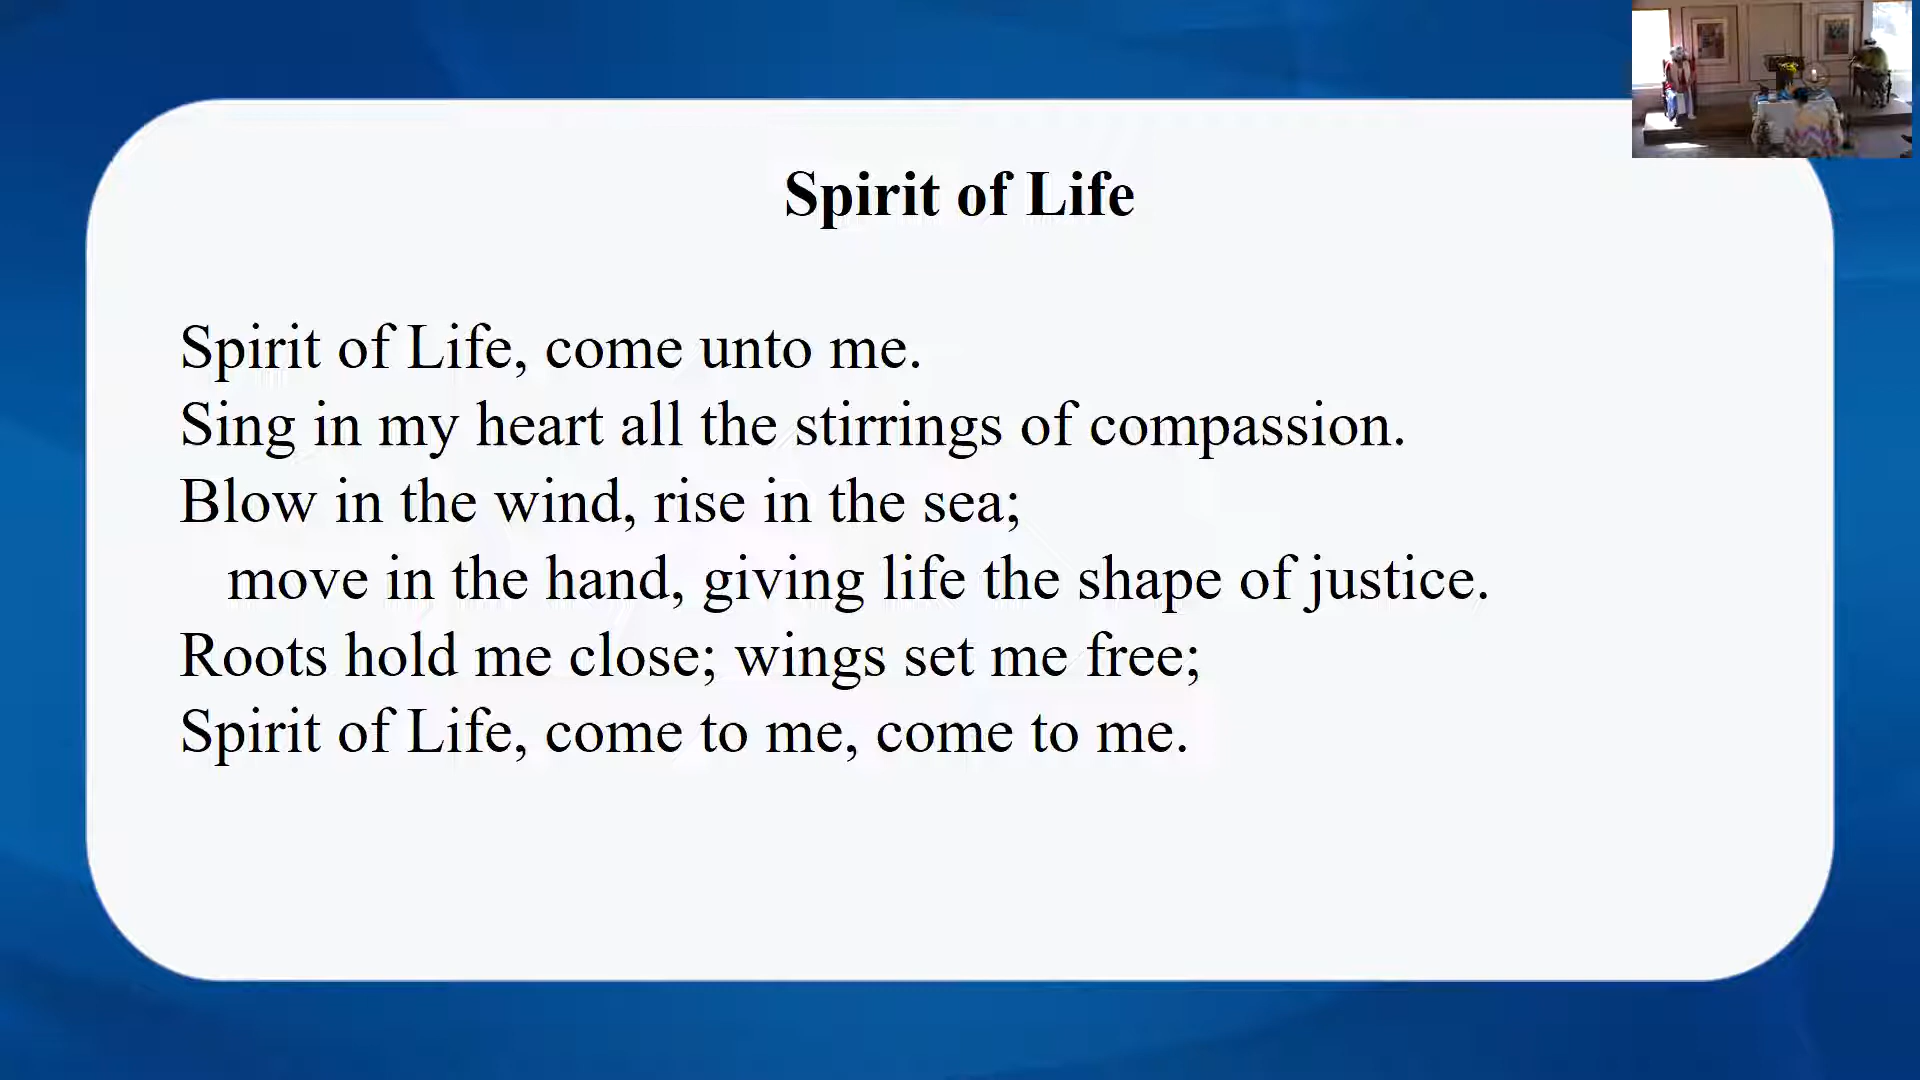 Spirit of Life
Spirit of Life, come unto me.
Sing in my heart all the stirrings of compassion.
Blow in the wind, rise in the sea;
move in the hand, giving life the shape of justice.
Roots hold me close; wings set me free;
Spirit of Life, come to me, come to me.